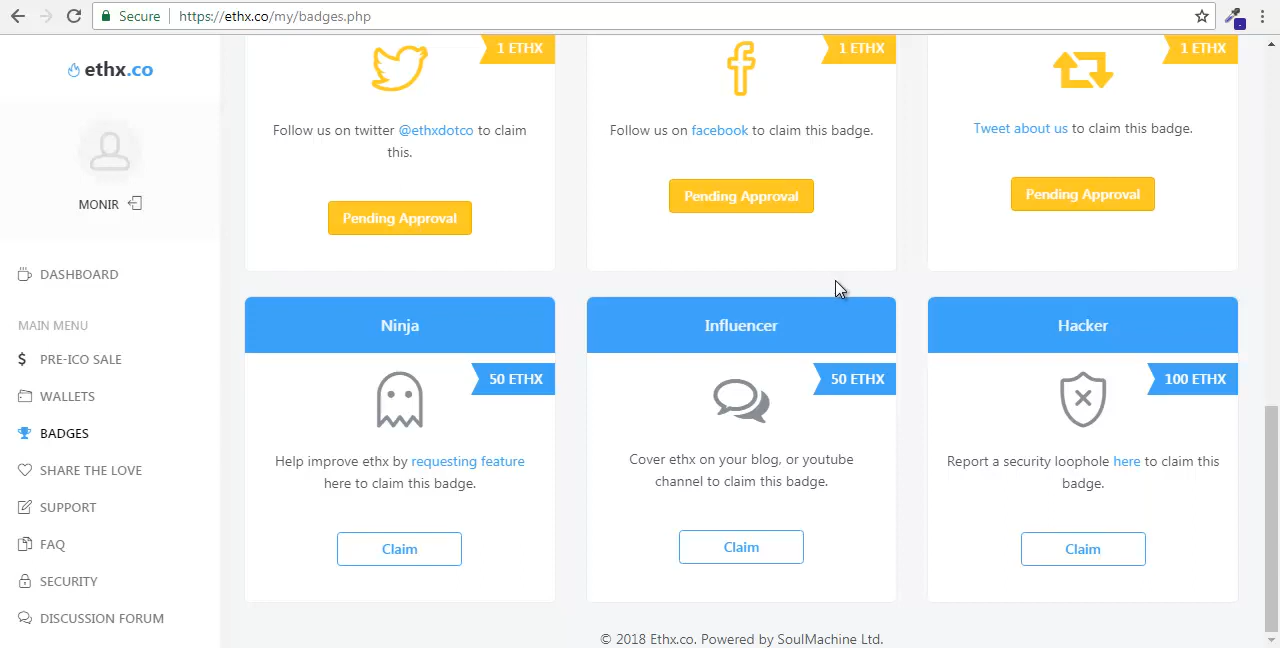 Secure
https://ethx.co/my/badges.php
ethx.co
MONIR
DASHBOARD
MAIN MENU
$ PRE-ICO SALE
WALLETS
BADGES
SHARE THE LOVE
SUPPORT
FAQ
SECURITY
DISCUSSION FORUM
1 ETHX
Follow us on twitter @ethxdotco to claim
this.
Pending Approval
1 ETHX
Follow us on facebook to claim this badge.
Pending Approval
1 ETHX
Tweet about us to claim this badge.
Pending Approval
Ninja
50 ETHX
Help improve ethx by requesting feature
here to claim this badge.
Claim
Influencer
50 ETHX
Cover ethx on your blog, or youtube
channel to claim this badge.
Claim
Hacker
100 ETHX
Report a security loophole here to claim this
badge.
Claim
© 2018 Ethx.co. Powered by SoulMachine Ltd.